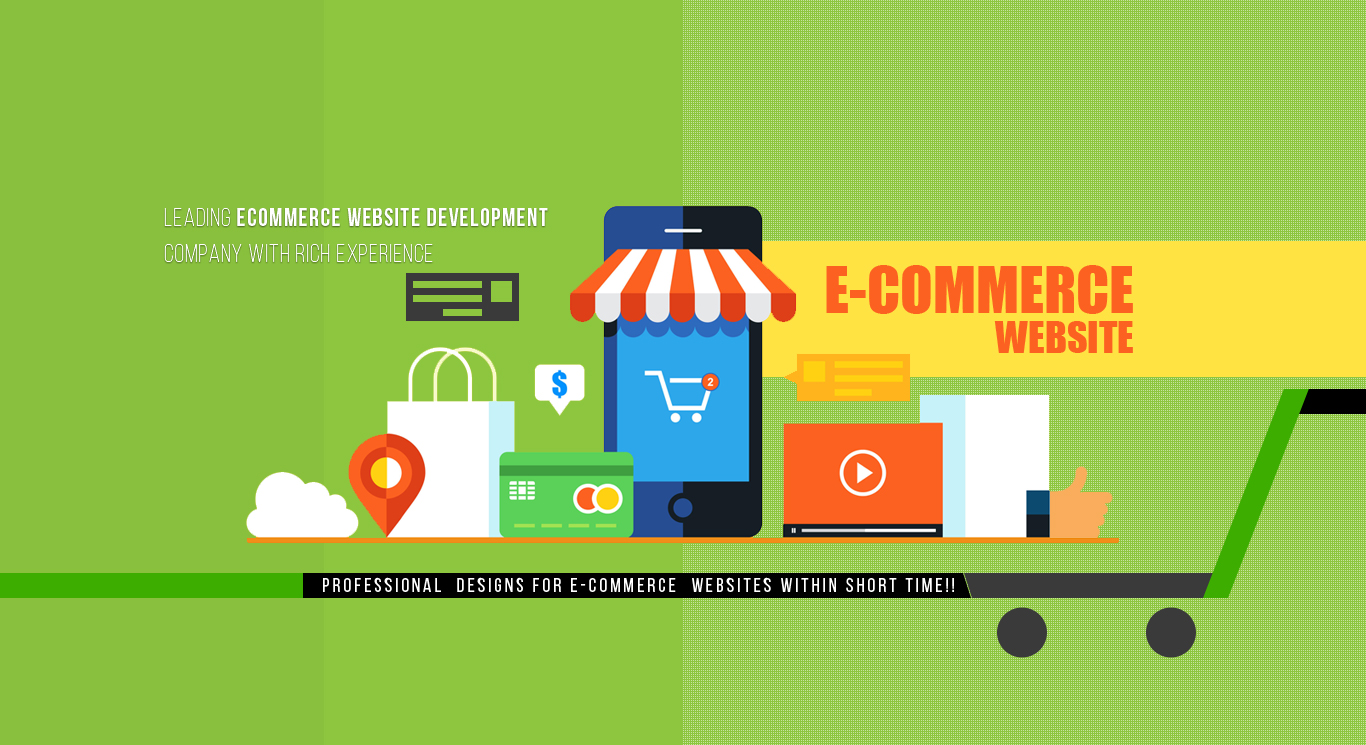 LEADING ECOMMERCE WEBSITE DEVELOPMENT
COMPANY WITH RICH EXPERIENCE
E-COMMERCE
WEBSITE
$
2
PROFESSIONAL DESIGNS FOR E-COMMERCE WEBSITES WITHIN SHORT TIME!!